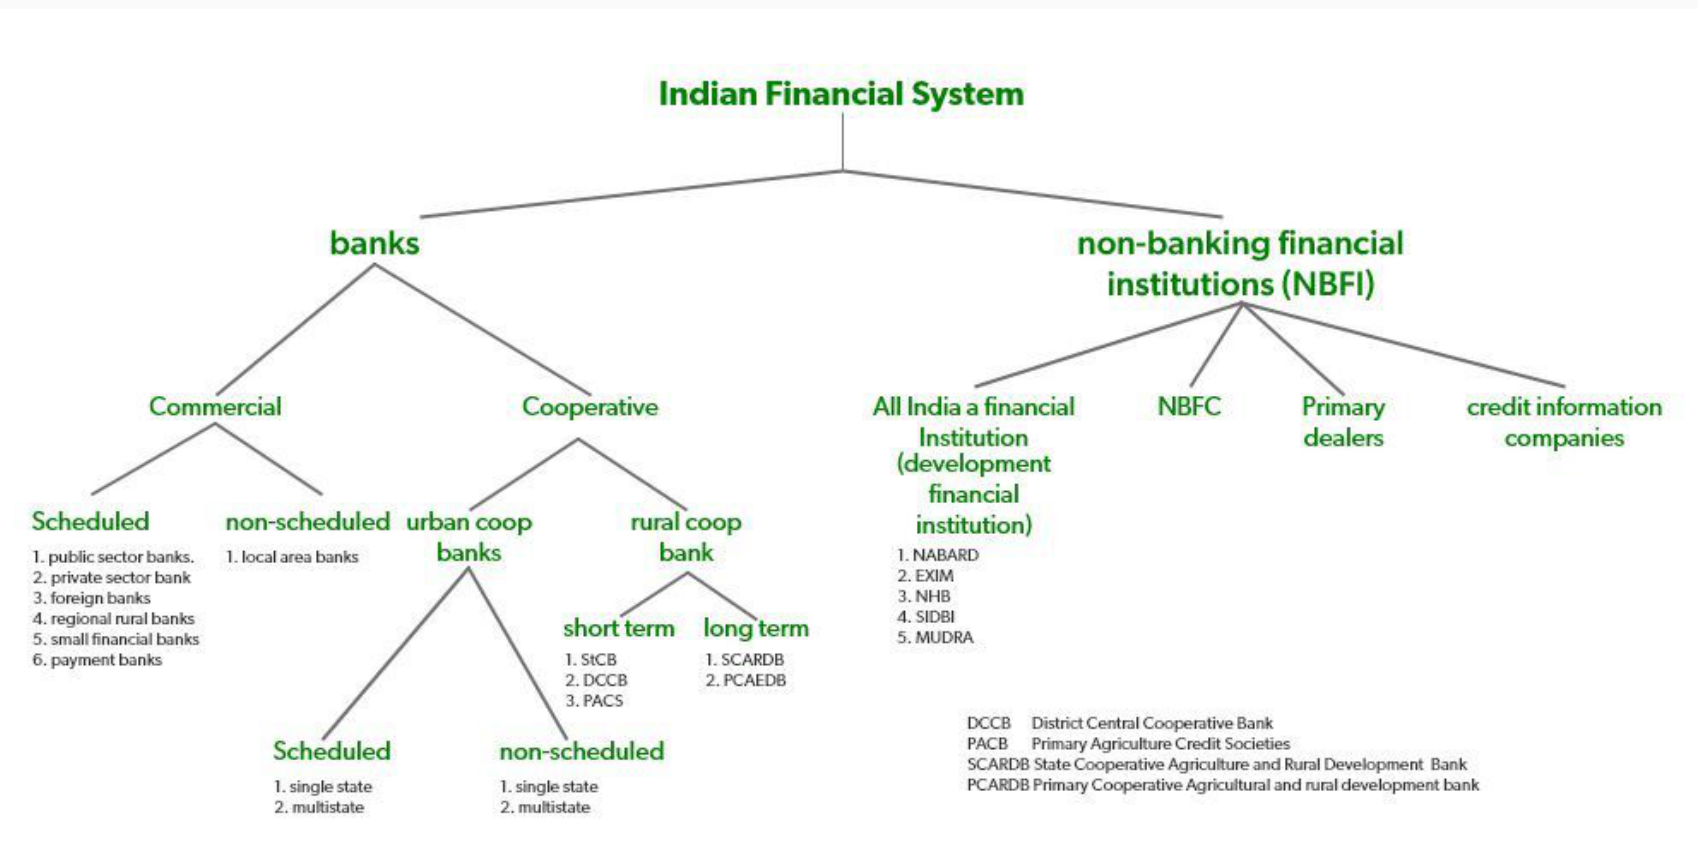 Indian Financial System
banks
non-banking financial
institutions (NBFI)
Commercial
Cooperative
All India a financial
Institution
(development
financial
institution)
NBFC
Primary
dealers
credit information
companies
Scheduled
1. public sector banks.
2. private sector bank
3. foreign banks
4. regional rural banks
5. small financial banks
6. payment banks
non-scheduled
1. local area banks
urban coop
banks
rural coop
bank
short term
1. StCB
2. DCCB
3. PACS
long term
1. SCARDB
2. PCAEDB
1. NABARD
2. EXIM
3. NHB
4. SIDBI
5. MUDRA
Scheduled
1. single state
2. multistate
non-scheduled
1. single state
2. multistate
DCCB District Central Cooperative Bank
PACB Primary Agriculture Credit Societies
SCARDB State Cooperative Agriculture and Rural Development Bank
PCARDB Primary Cooperative Agricultural and rural development bank